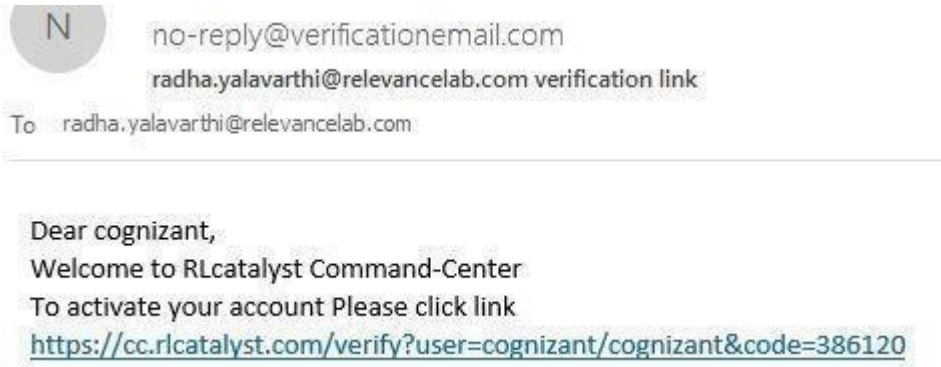 N
no-reply@verificationemail.com
radha.yalavarthi@relevancelab.com verification link
To radha.yalavarthi@relevancelab.com
Dear cognizant,
Welcome to RLcatalyst Command-Center
To activate your account Please click link
https://cc.rlcatalyst.com/verify?user=cognizant/cognizant&code=386120